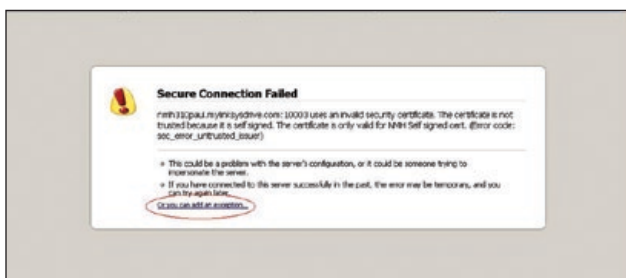 Secure Connection Failed
nmh310paul.mylinksysdrive.com:10003 uses an invalid security certificate. The certificate is not
trusted because it is self signed. The certificate is only valid for NMH Self signed cert. (Error code:
sec_error_untrusted_issuer)
• This could be a problem with the server's configuration, or it could be someone trying to
impersonate the server.
• If you have connected to this server successfully in the past, the error may be temporary, and you
can try again later.
Or you can add an exception...